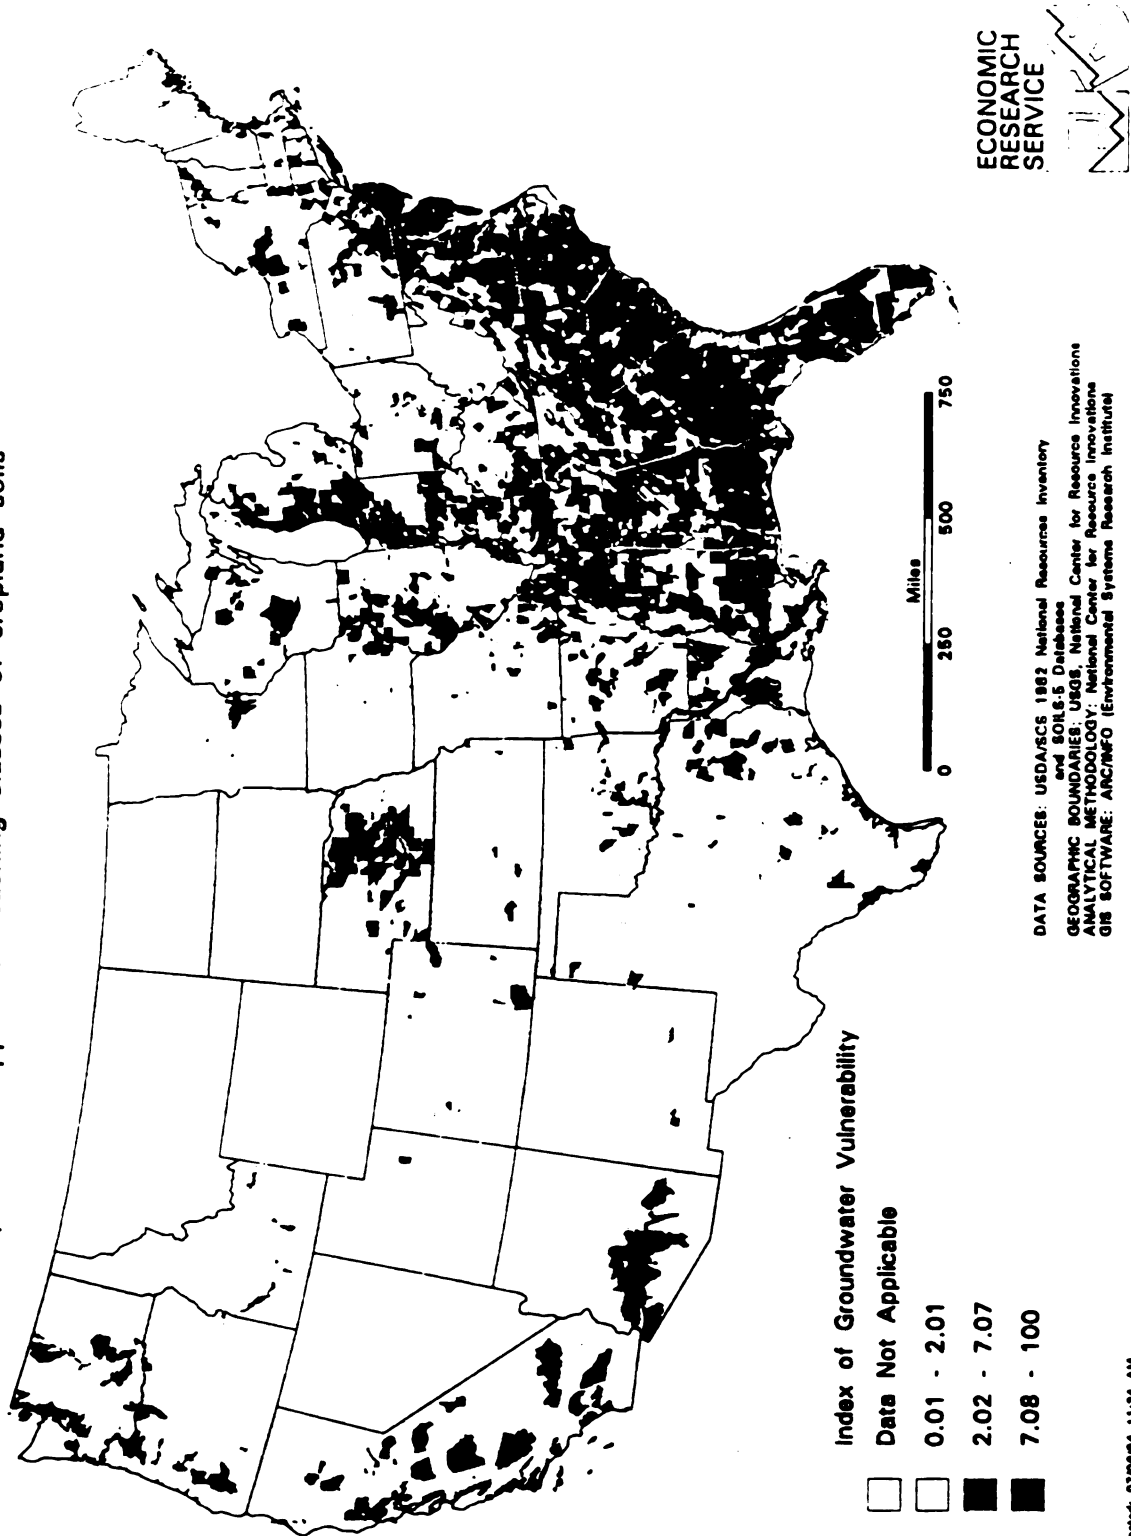 Index of Groundwater Vulnerability
Data Not Applicable
0.01 - 2.01
2.02 - 7.07
7.08 - 100
0 250 500 750
Miles
DATA SOURCES: USDA/SCS 1982 National Resources Inventory
and SOILS-5 Databases
GEOGRAPHIC BOUNDARIES: USGS, National Center for Resource Innovations
ANALYTICAL METHODOLOGY: National Center for Resource Innovations
GIS SOFTWARE: ARC/INFO (Environmental Systems Research Institute)
ECONOMIC
RESEARCH
SERVICE